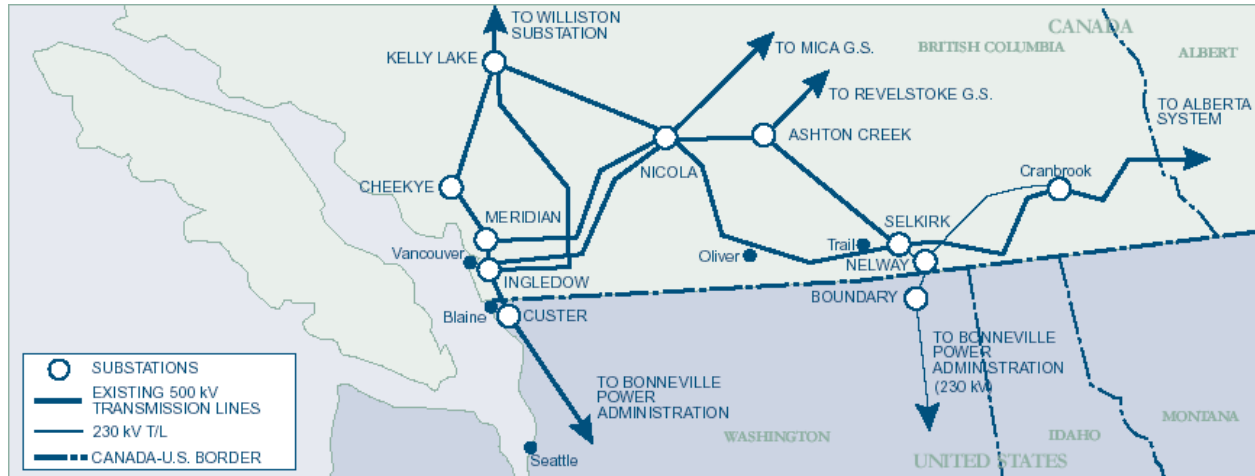 TO WILLISTON
SUBSTATION
CANADA
KELLY LAKE
TO MICA G.S.
BRITISH COLUMBIA
ALBERT
TO REVELSTOKE G.S.
TO ALBERTA
SYSTEM
ASHTON CREEK
NICOLA
Cranbrook
CHEEKYE
MERIDIAN
SELKIRK
Vancouver
Oliver
Trail
NELWAY
INGLEDOW
BOUNDARY
Blaine
CUSTER
TO BONNEVILLE
POWER
ADMINISTRATION
(230 kV)
TO BONNEVILLE
POWER
ADMINISTRATION
SUBSTATIONS
EXISTING 500 kV
TRANSMISSION LINES
230 kV T/L
CANADA-U.S. BORDER
Seattle
WASHINGTON
IDAHO
MONTANA
UNITED STATES